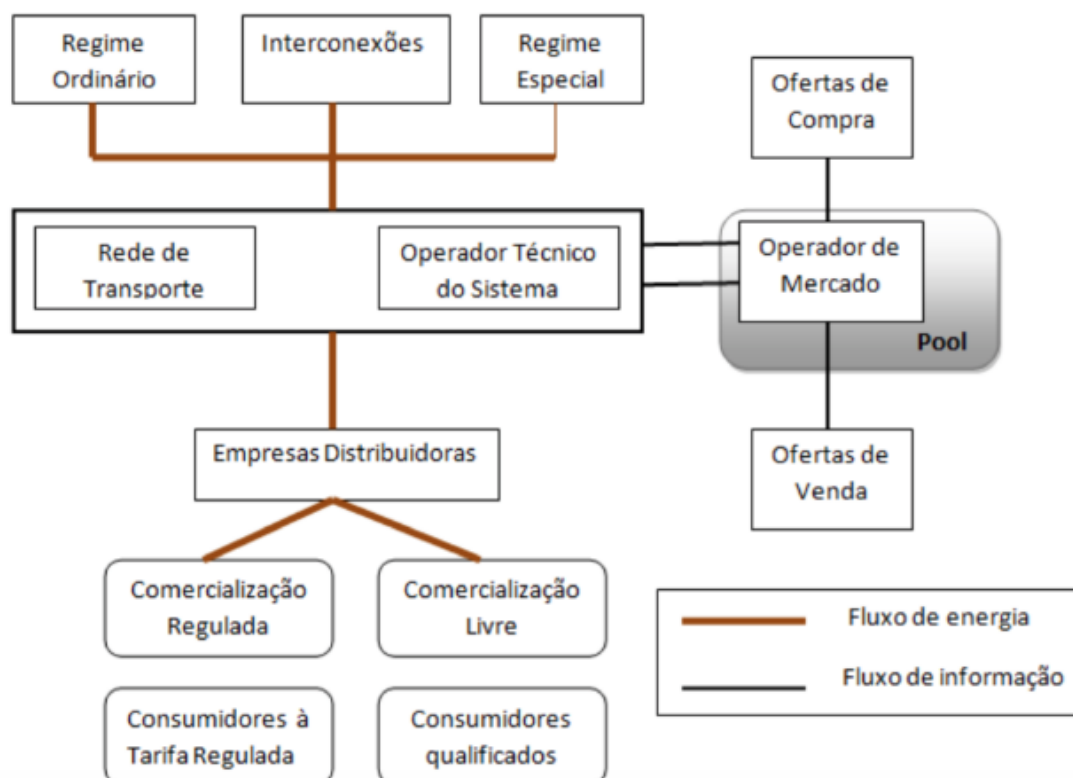 Regime
Ordinário
Interconexões
Regime
Especial
Ofertas de
Compra
Rede de
Transporte
Operador Técnico
do Sistema
Operador de
Mercado
Pool
Empresas Distribuidoras
Ofertas de
Venda
Comercialização
Regulada
Comercialização
Livre
Fluxo de energia
Fluxo de informação
Consumidores à
Tarifa Regulada
Consumidores
qualificados